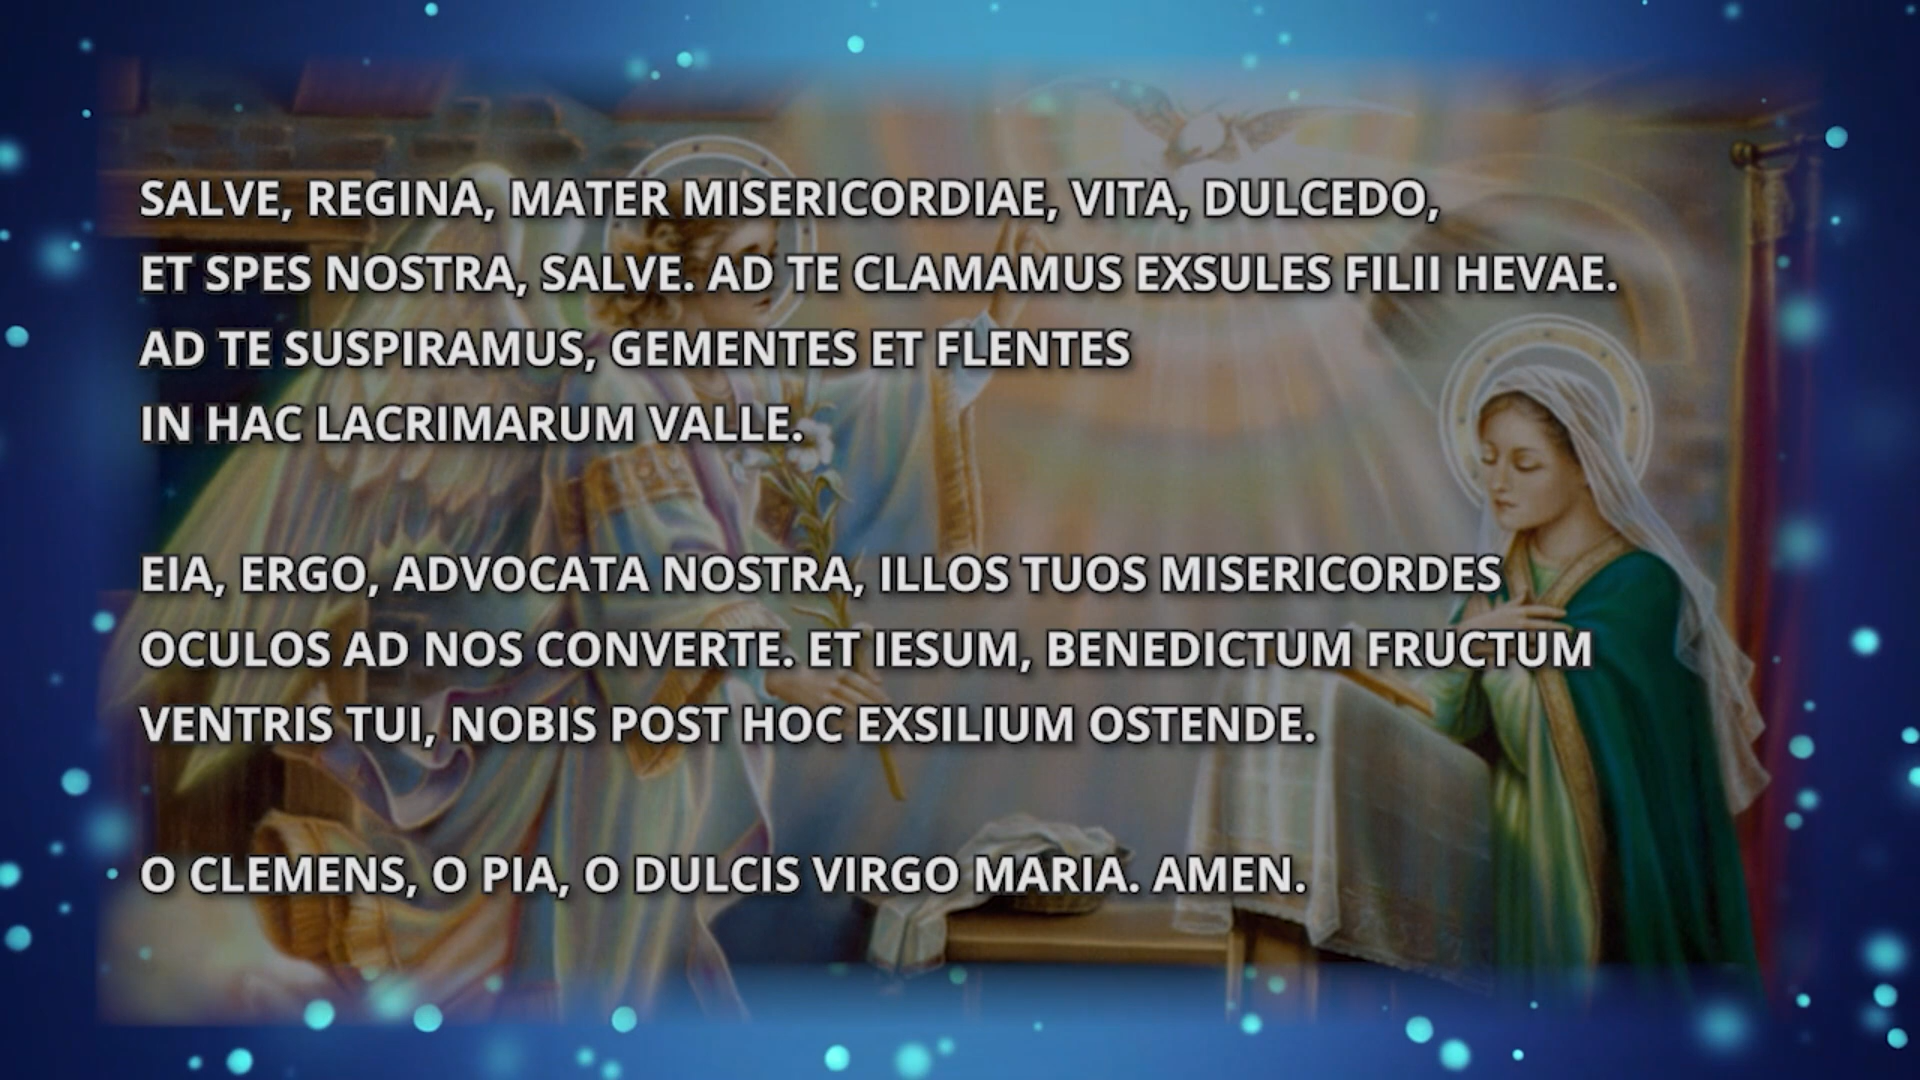 SALVE, REGINA, MATER MISERICORDIAE, VITA, DULCEDO,
ET SPES NOSTRA, SALVE. AD TE CLAMAMUS EXSULES FILII HEVAE.
AD TE SUSPIRAMUS, GEMENTES ET FLENTES
IN HAC LACRIMARUM VALLE.
EIA, ERGO, ADVOCATA NOSTRA, ILLOS TUOS MISERICORDES
OCULOS AD NOS CONVERTE. ET IESUM, BENEDICTUM FRUCTUM
VENTRIS TUI, NOBIS POST HOC EXSILIUM OSTENDE.
O CLEMENS, O PIA, O DULCIS VIRGO MARIA. AMEN.